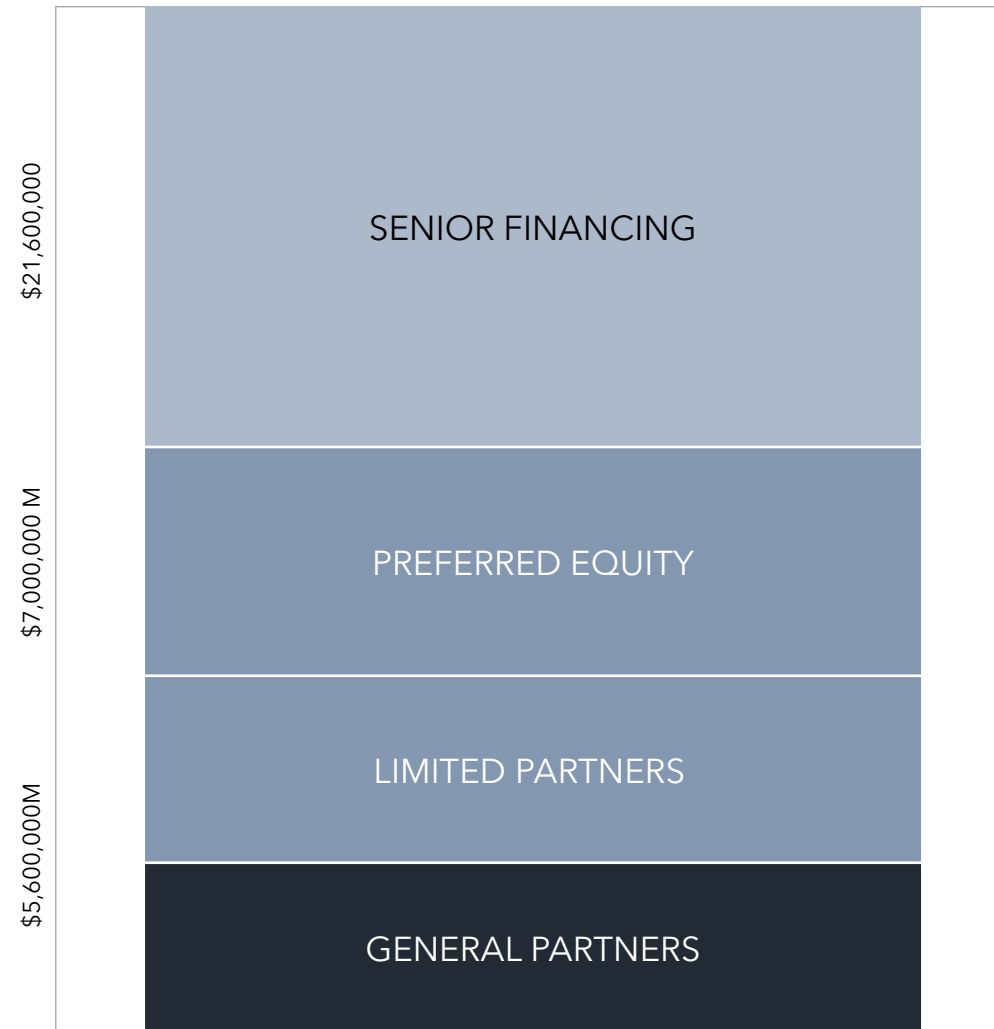 $21,600,000
SENIOR FINANCING
$7,000,000 M
PREFERRED EQUITY
LIMITED PARTNERS
$5,600,000M
GENERAL PARTNERS